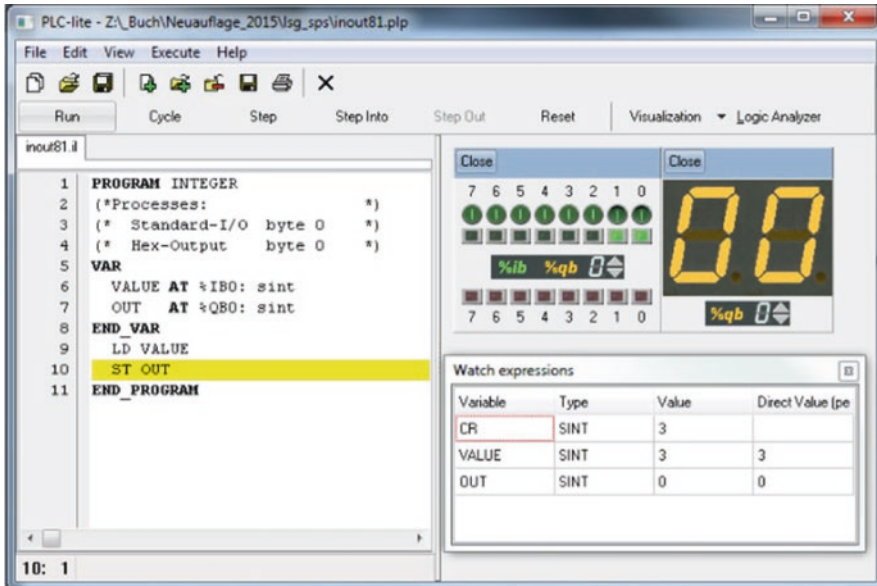 PLC-lite - Z:\_Buch\Neuauflage_2015\lsg_sps\inout81.plp
File Edit View Execute Help
Run Cycle Step Step Into Step Out Reset Visualization Logic Analyzer
inout81.il
1 PROGRAM INTEGER
2 (*Processes: *)
3 (* Standard-I/O byte 0 *)
4 (* Hex-Output byte 0 *)
5 VAR
6 VALUE AT %IB0: sint
7 OUT AT %QB0: sint
8 END_VAR
9 LD VALUE
10 ST OUT
11 END_PROGRAM
10: 1
Close
7 6 5 4 3 2 1 0
%ib %qb 0
7 6 5 4 3 2 1 0
Close
00
%qb 0
Watch expressions
Variable Type Value Direct Value (pe
CR SINT 3
VALUE SINT 3 3
OUT SINT 0 0